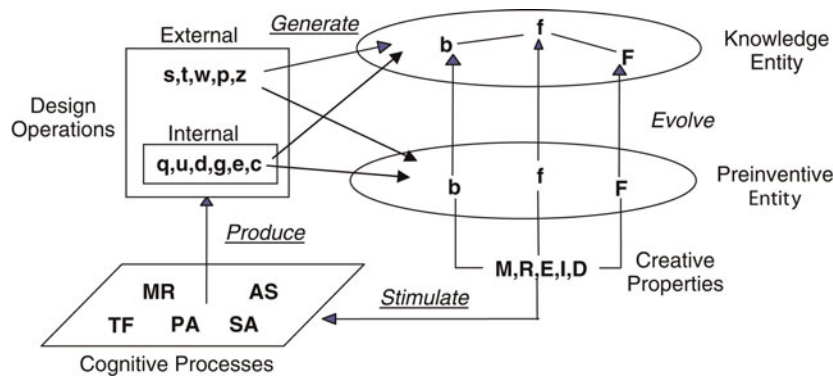 Generate
External
s,t,w,p,z
Design
Operations
Internal
q,u,d,g,e,c
b
f
F
Knowledge
Entity
Evolve
b
f
F
Preinventive
Entity
Produce
M,R,E,I,D
Creative
Properties
MR
AS
Stimulate
TF
PA
SA
Cognitive Processes